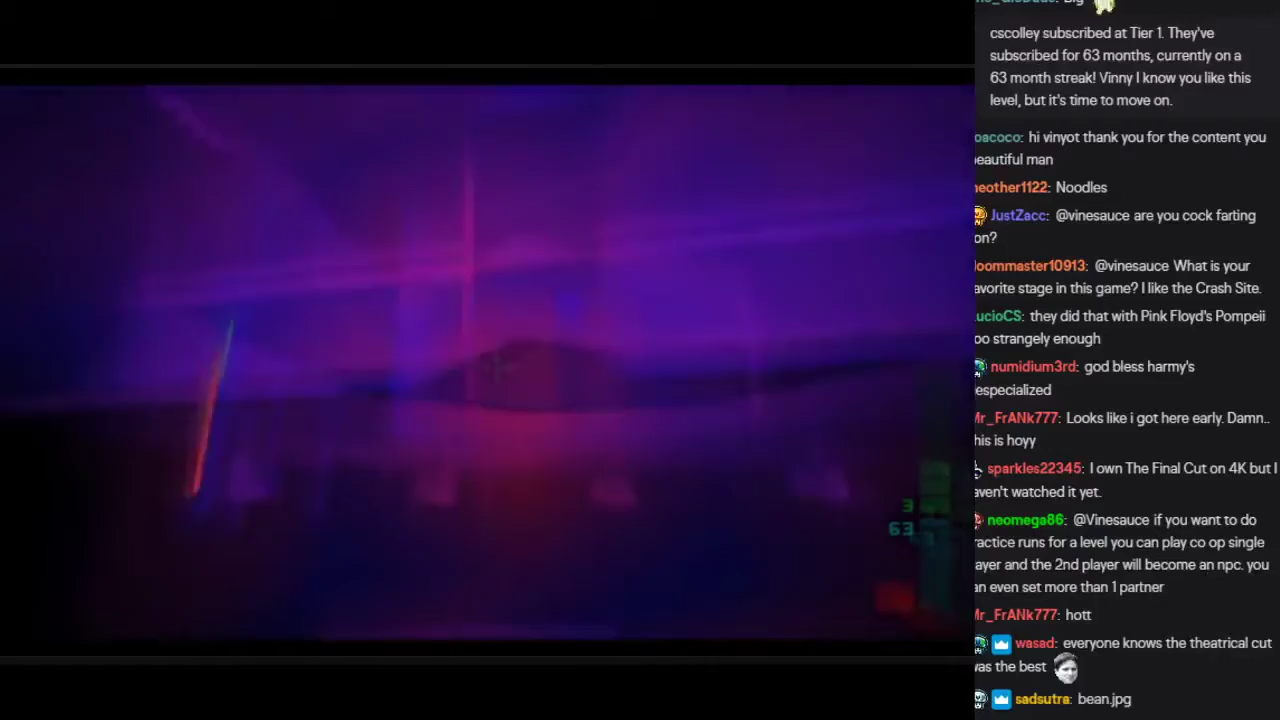 Big
cscolley subscribed at Tier 1. They've
subscribed for 63 months, currently on a
63 month streak! Vinny I know you like this
level, but it's time to move on.
oacoco: hi vinyot thank you for the content you
eautiful man
neother1122: Noodles
JustZacc: @vinesauce are you cock farting
on?
loommaster10913: @vinesauce What is your
avorite stage in this game? I like the Crash Site.
ucioCS: they did that with Pink Floyd's Pompeii
oo strangely enough
numidium3rd: god bless harmy's
especialized
Mr_FrANk777: Looks like i got here early. Damn..
his is hoyy
sparkles22345: I own The Final Cut on 4K but I
aven't watched it yet.
neomega86: @Vinesauce if you want to do
ractice runs for a level you can play co op single
ayer and the 2nd player will become an npc. you
an even set more than 1 partner
Mr_FrANk777: hott
wasad: everyone knows the theatrical cut
was the best
sadsutra: bean.jpg
3
63